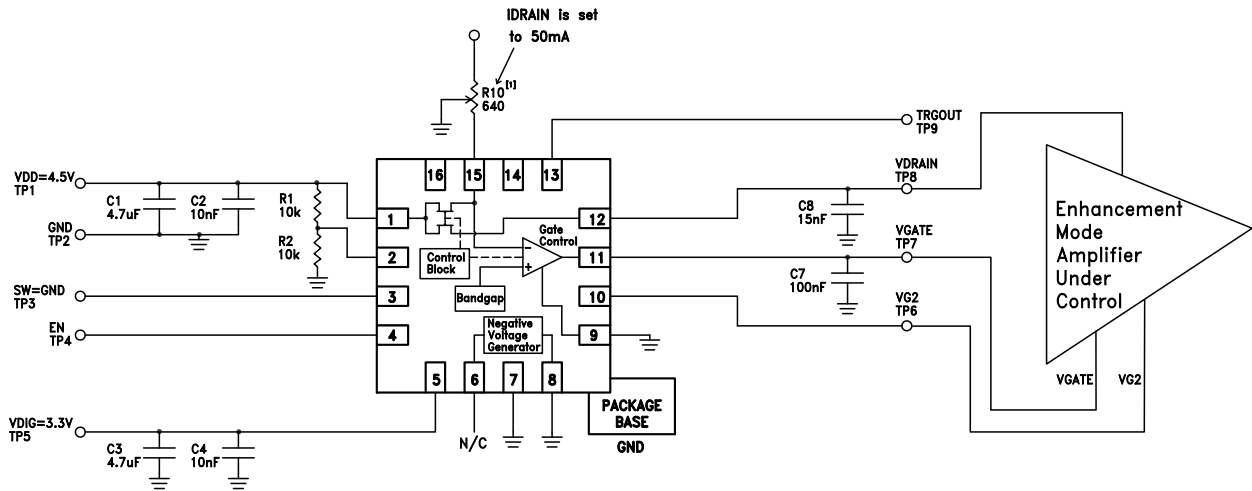 IDRAIN is set
to 50mA
R10[1]
640
TRGOUT
TP9
VDD=4.5V
TP1
C1
4.7uF
C2
10nF
R1
10k
R2
10k
GND
TP2
SW=GND
TP3
EN
TP4
VDIG=3.3V
TP5
C3
4.7uF
C4
10nF
16
15
14
13
1
2
3
4
5
6
7
8
9
10
11
12
Control
Block
Bandgap
Gate
Control
−
+
Negative
Voltage
Generator
N/C
PACKAGE
BASE
GND
VDRAIN
TP8
C8
15nF
VGATE
TP7
C7
100nF
VG2
TP6
Enhancement
Mode
Amplifier
Under
Control
VGATE
VG2